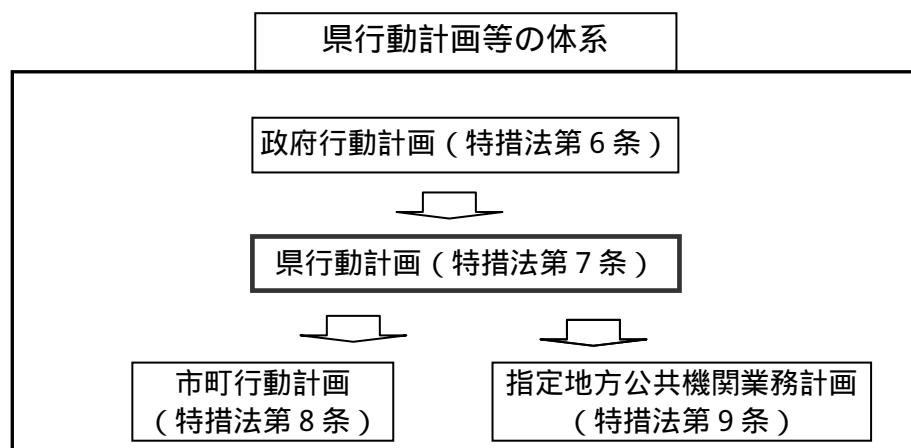 県行動計画等の体系
政府行動計画（特措法第６条）
県行動計画（特措法第７条）
市町行動計画
（特措法第８条）
指定地方公共機関業務計画
（特措法第９条）